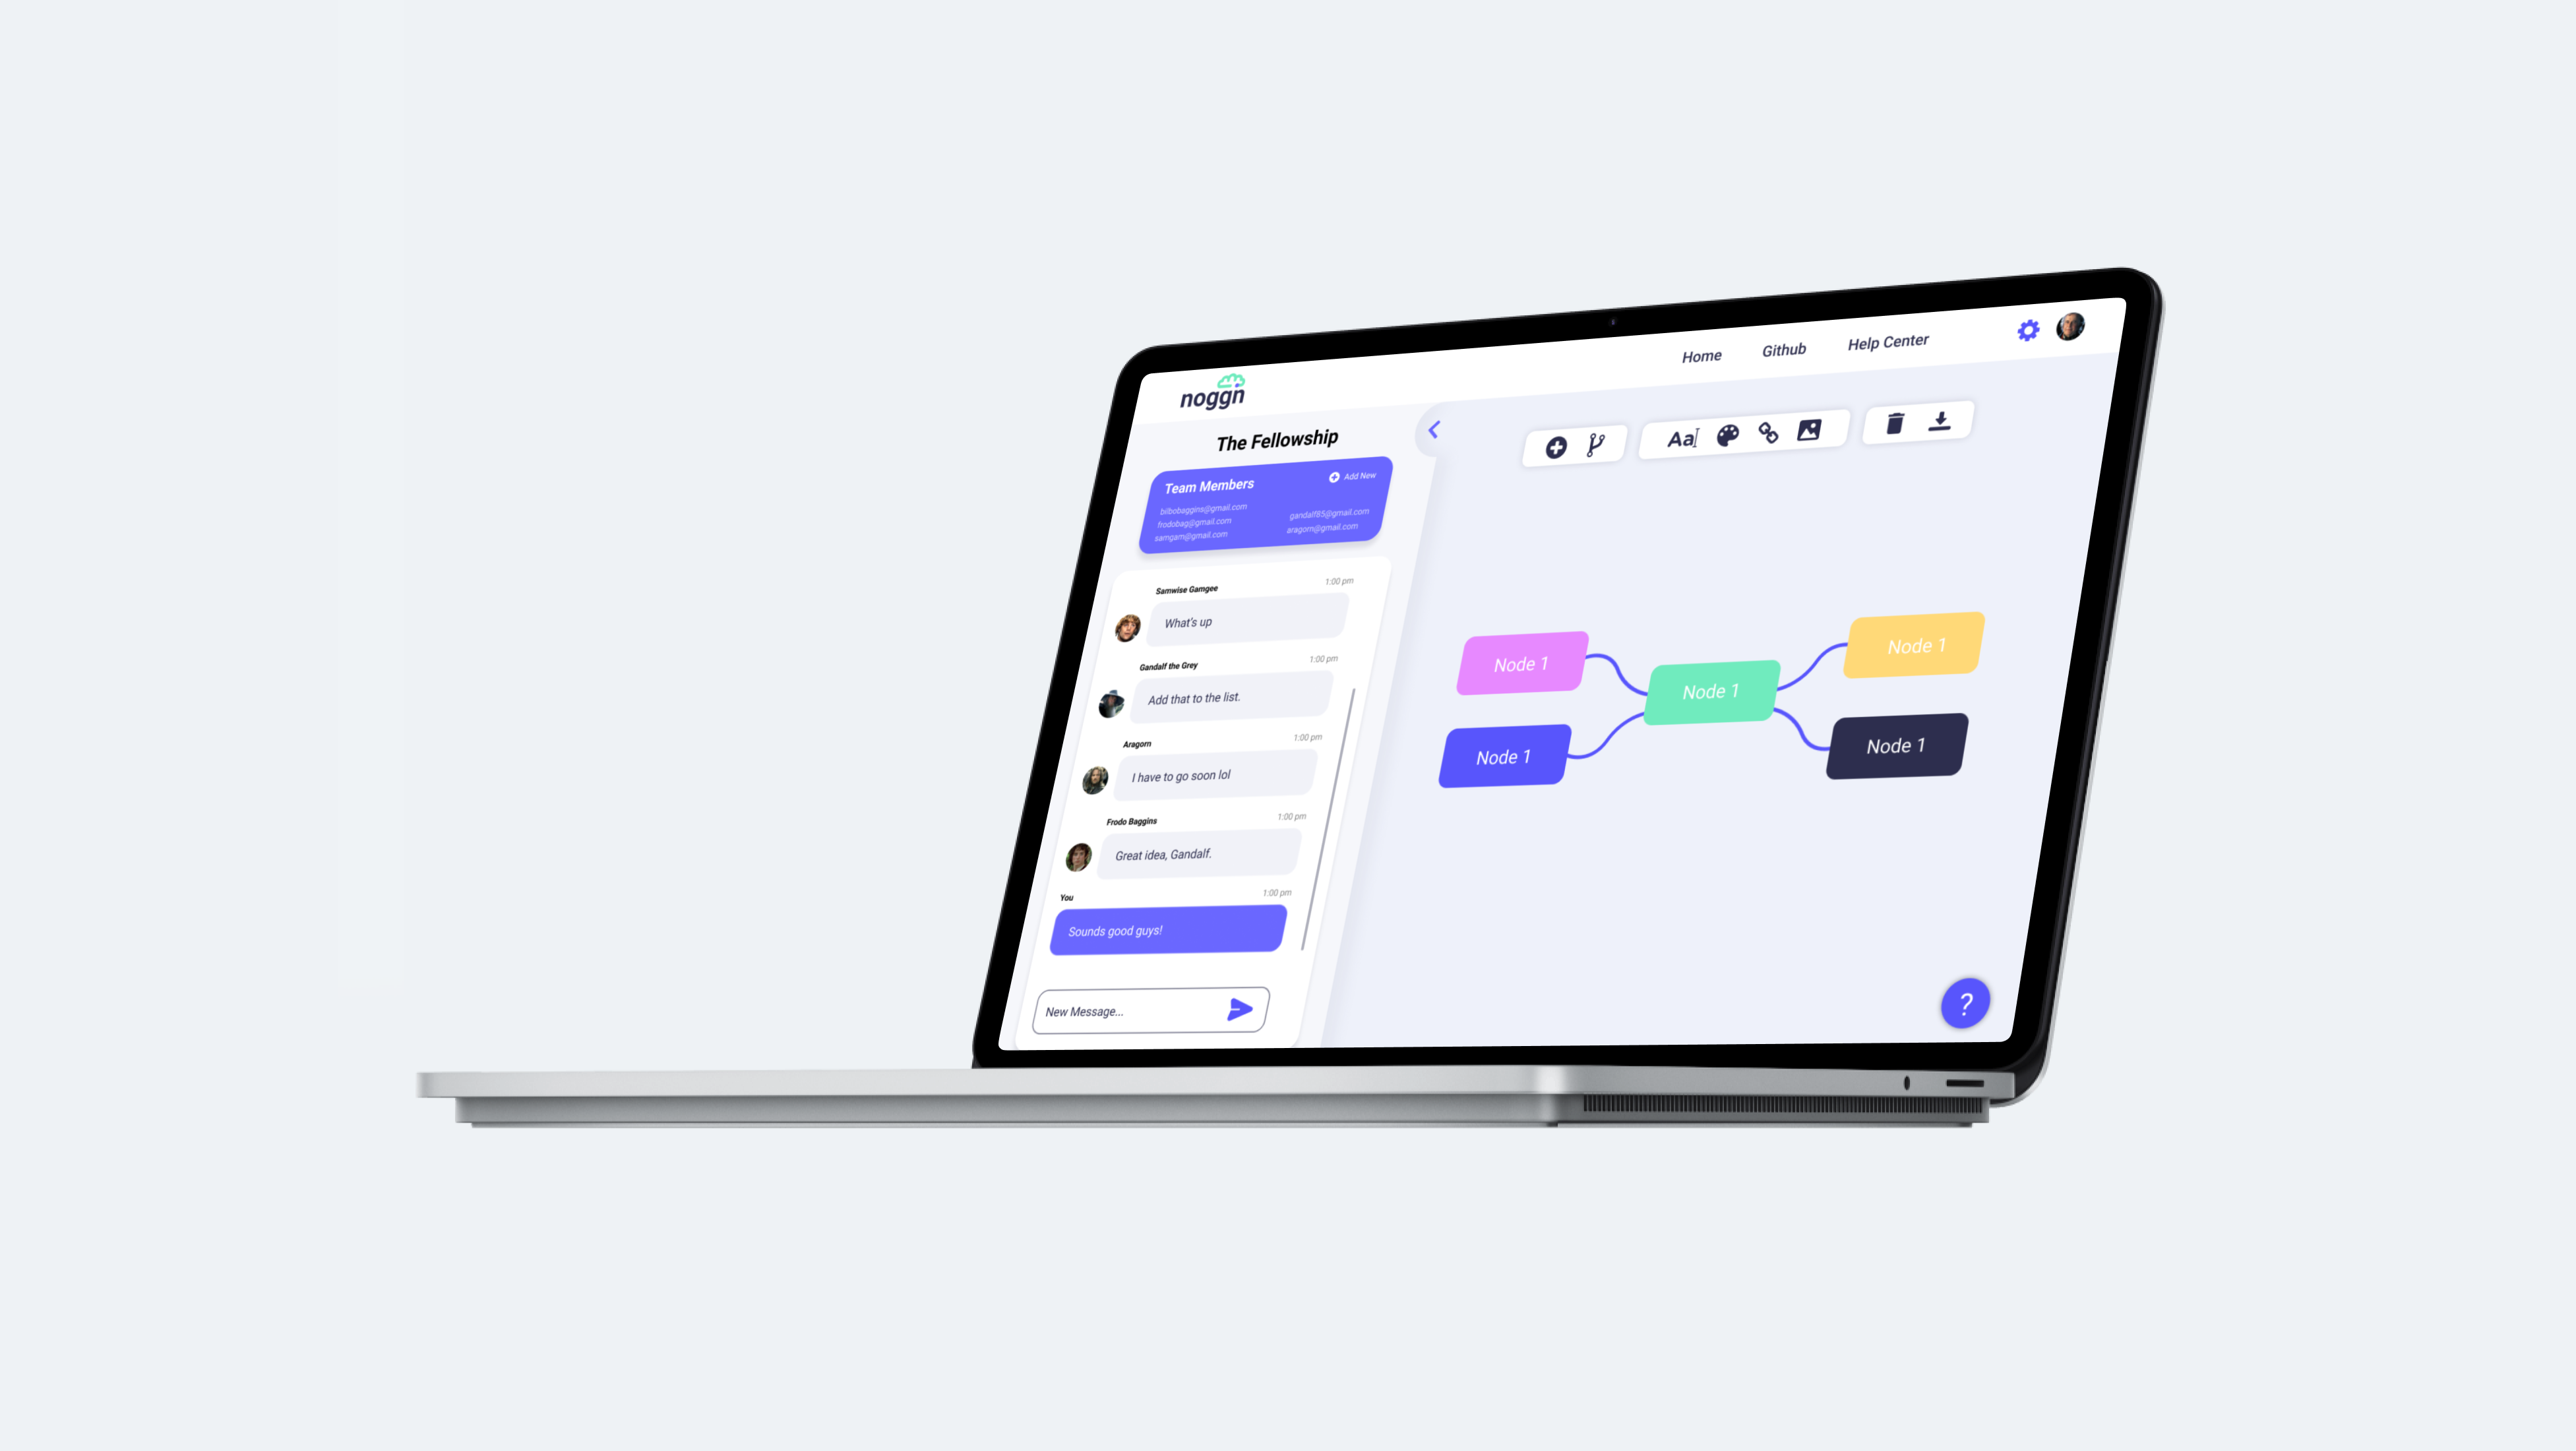 noggn
Home
Github
Help Center
The Fellowship
Team Members
Add New
bilbobaggins@gmail.com
frodobag@gmail.com
samgam@gmail.com
gandalf85@gmail.com
aragorn@gmail.com
Aa
Samwise Gamgee
1:00 pm
What's up
Gandalf the Grey
1:00 pm
Add that to the list.
Aragorn
1:00 pm
I have to go soon lol
Frodo Baggins
1:00 pm
Great idea, Gandalf.
You
1:00 pm
Sounds good guys!
New Message...
Node 1
Node 1
Node 1
Node 1
Node 1
?